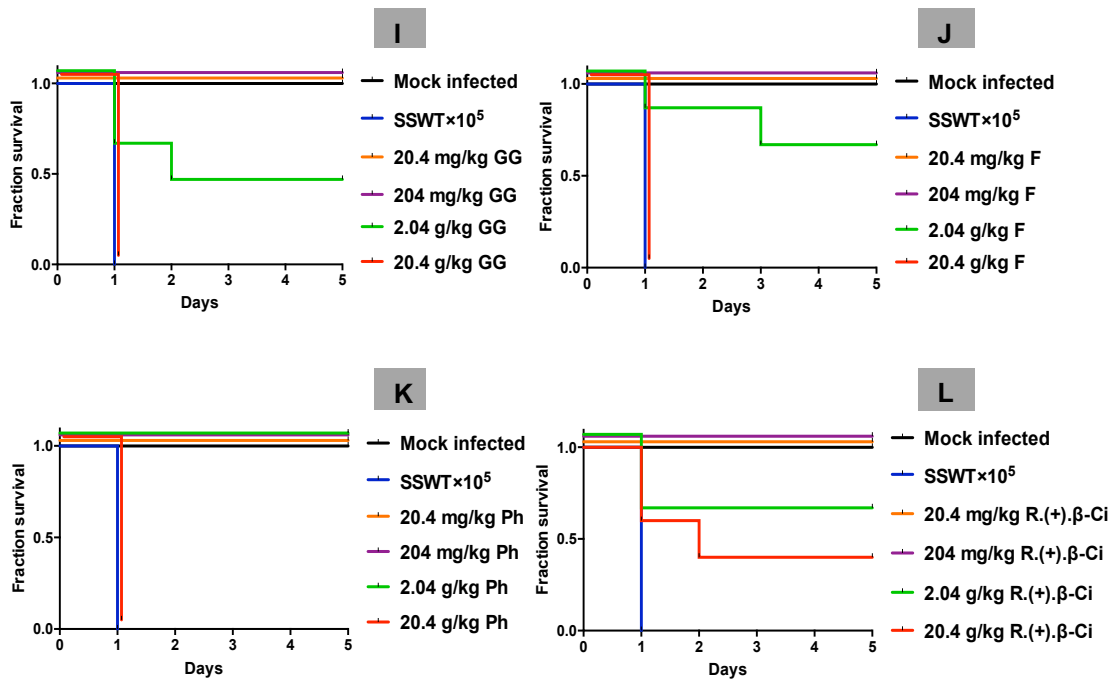 I
Fraction survival
1.0
0.5
0.0
0 1 2 3 4 5
Days
Mock infected
SSWT×10⁵
20.4 mg/kg GG
204 mg/kg GG
2.04 g/kg GG
20.4 g/kg GG
J
Fraction survival
1.0
0.5
0.0
0 1 2 3 4 5
Days
Mock infected
SSWT×10⁵
20.4 mg/kg F
204 mg/kg F
2.04 g/kg F
20.4 g/kg F
K
Fraction survival
1.0
0.5
0.0
0 1 2 3 4 5
Days
Mock infected
SSWT×10⁵
20.4 mg/kg Ph
204 mg/kg Ph
2.04 g/kg Ph
20.4 g/kg Ph
L
Fraction survival
1.0
0.5
0.0
0 1 2 3 4 5
Days
Mock infected
SSWT×10⁵
20.4 mg/kg R.(+).β-Ci
204 mg/kg R.(+).β-Ci
2.04 g/kg R.(+).β-Ci
20.4 g/kg R.(+).β-Ci